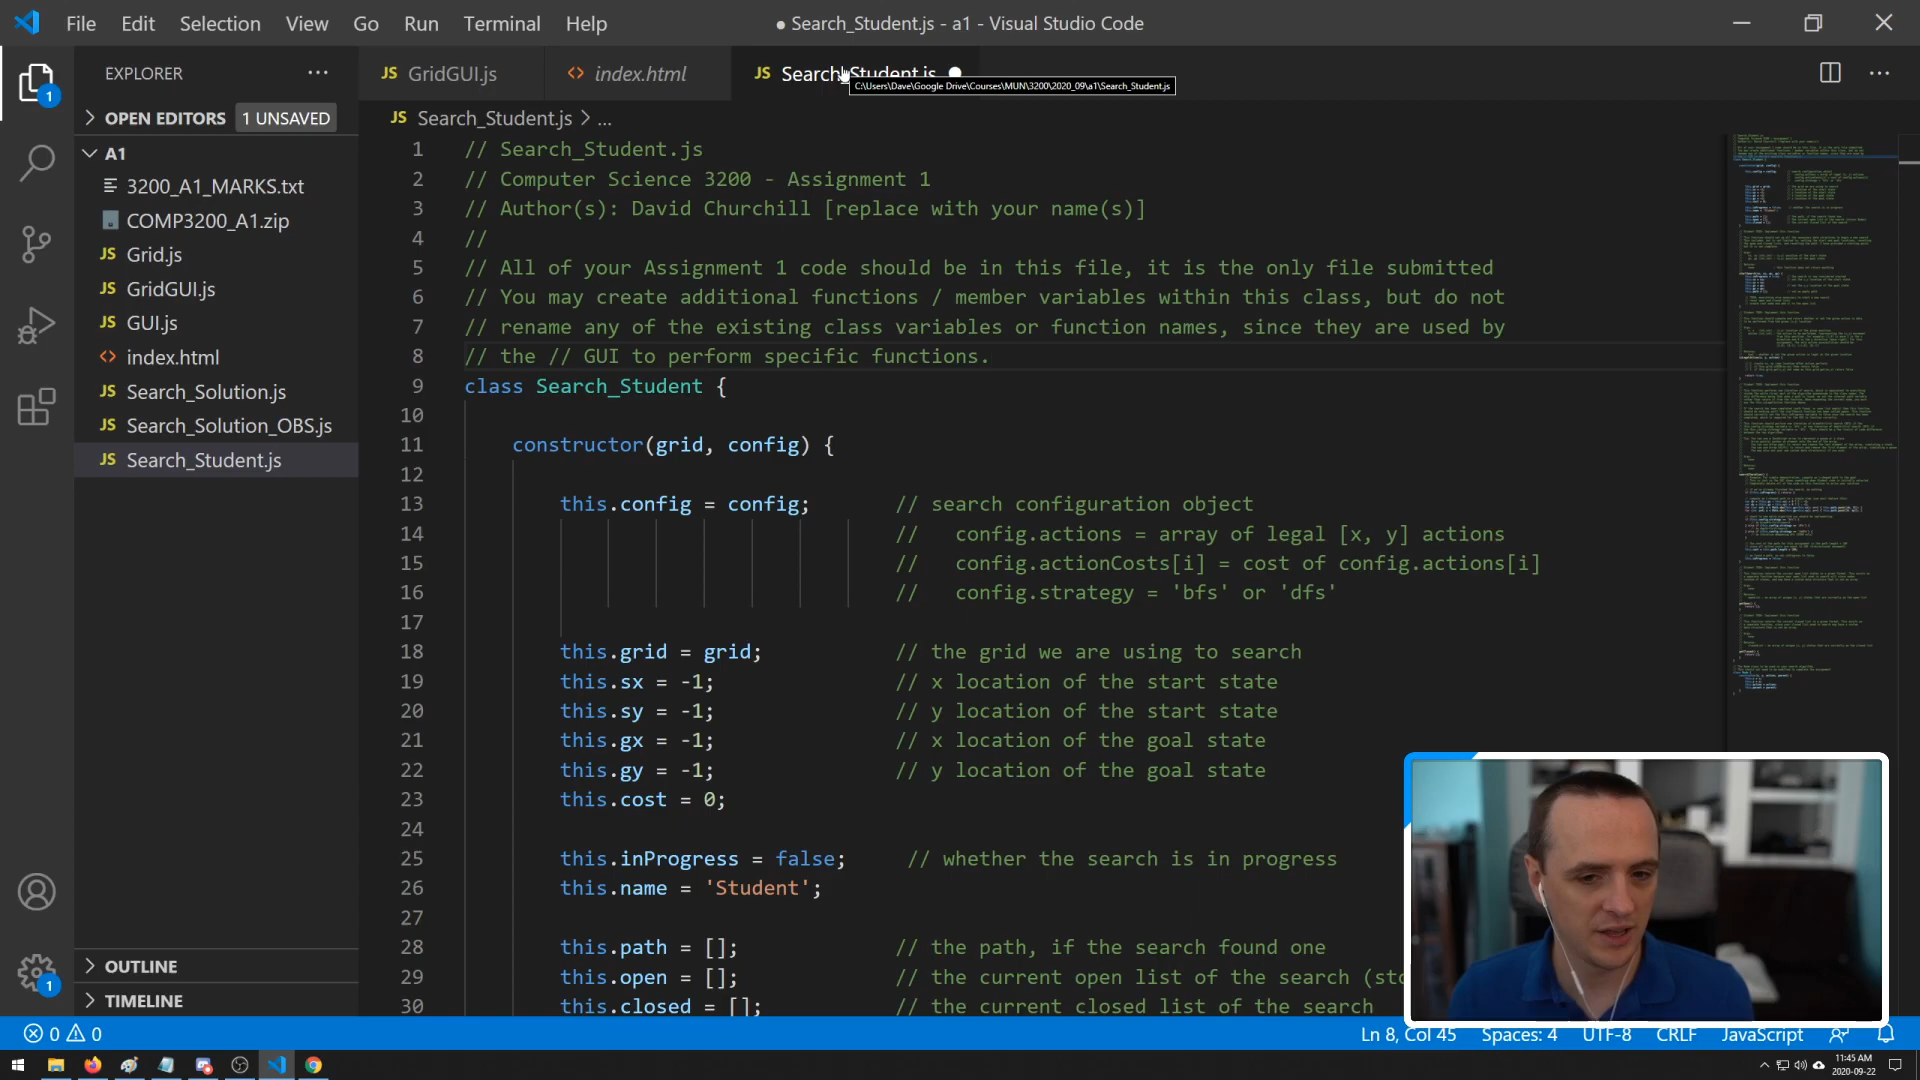 File Edit Selection View Go Run Terminal Help
● Search_Student.js - a1 - Visual Studio Code
EXPLORER
JS GridGUI.js
<> index.html
JS Search_Student.js
C:\Users\Dave\Google Drive\Courses\MUN\3200\2020_09\a1\Search_Student.js
OPEN EDITORS 1 UNSAVED
A1
3200_A1_MARKS.txt
COMP3200_A1.zip
JS Grid.js
JS GridGUI.js
JS GUI.js
<> index.html
JS Search_Solution.js
JS Search_Solution_OBS.js
JS Search_Student.js
OUTLINE
TIMELINE
1
1
JS Search_Student.js > ...
1 // Search_Student.js
2 // Computer Science 3200 - Assignment 1
3 // Author(s): David Churchill [replace with your name(s)]
4 //
5 // All of your Assignment 1 code should be in this file, it is the only file submitted
6 // You may create additional functions / member variables within this class, but do not
7 // rename any of the existing class variables or function names, since they are used by
8 // the // GUI to perform specific functions.
9 class Search_Student {
10
11 constructor(grid, config) {
12
13 this.config = config; // search configuration object
14 // config.actions = array of legal [x, y] actions
15 // config.actionCosts[i] = cost of config.actions[i]
16 // config.strategy = 'bfs' or 'dfs'
17
18 this.grid = grid; // the grid we are using to search
19 this.sx = -1; // x location of the start state
20 this.sy = -1; // y location of the start state
21 this.gx = -1; // x location of the goal state
22 this.gy = -1; // y location of the goal state
23 this.cost = 0;
24
25 this.inProgress = false; // whether the search is in progress
26 this.name = 'Student';
27
28 this.path = []; // the path, if the search found one
29 this.open = []; // the current open list of the search (sto
30 this.closed = []; // the current closed list of the search
0 0
Ln 8, Col 45 Spaces: 4 UTF-8 CRLF JavaScript
11:45 AM
2020-09-22